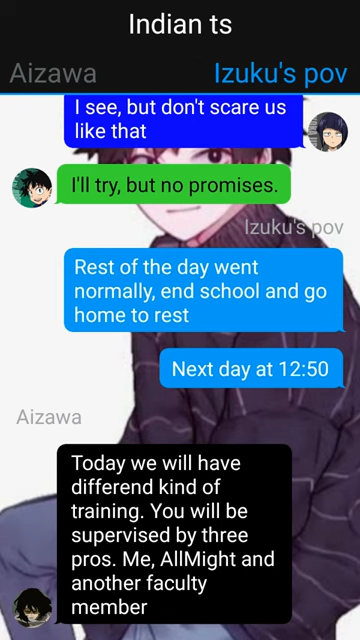 Indian ts
Aizawa
Izuku's pov
I see, but don't scare us
like that
I'll try, but no promises.
Izuku's pov
Rest of the day went
normally, end school and go
home to rest
Next day at 12:50
Aizawa
Today we will have
differend kind of
training. You will be
supervised by three
pros. Me, AllMight and
another faculty
member